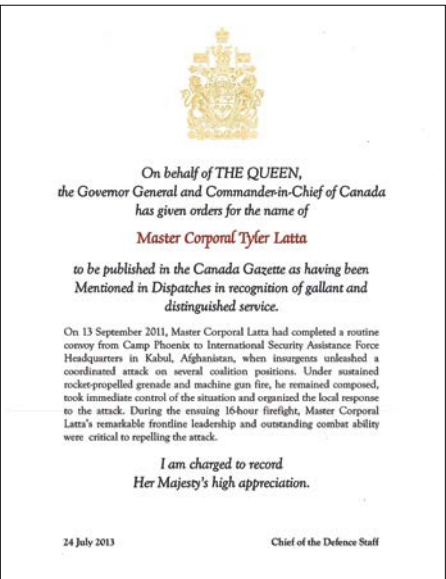 On behalf of THE QUEEN,
the Governor General and Commander-in-Chief of Canada
has given orders for the name of
Master Corporal Tyler Latta
to be published in the Canada Gazette as having been
Mentioned in Dispatches in recognition of gallant and
distinguished service.
On 13 September 2011, Master Corporal Latta had completed a routine
convoy from Camp Phoenix to International Security Assistance Force
Headquarters in Kabul, Afghanistan, when insurgents unleashed a
coordinated attack on several coalition positions. Under sustained
rocket-propelled grenade and machine gun fire, he remained composed,
took immediate control of the situation and organized the local response
to the attack. During the ensuing 16-hour firefight, Master Corporal
Latta's remarkable frontline leadership and outstanding combat ability
were critical to repelling the attack.
I am charged to record
Her Majesty's high appreciation.
24 July 2013 Chief of the Defence Staff